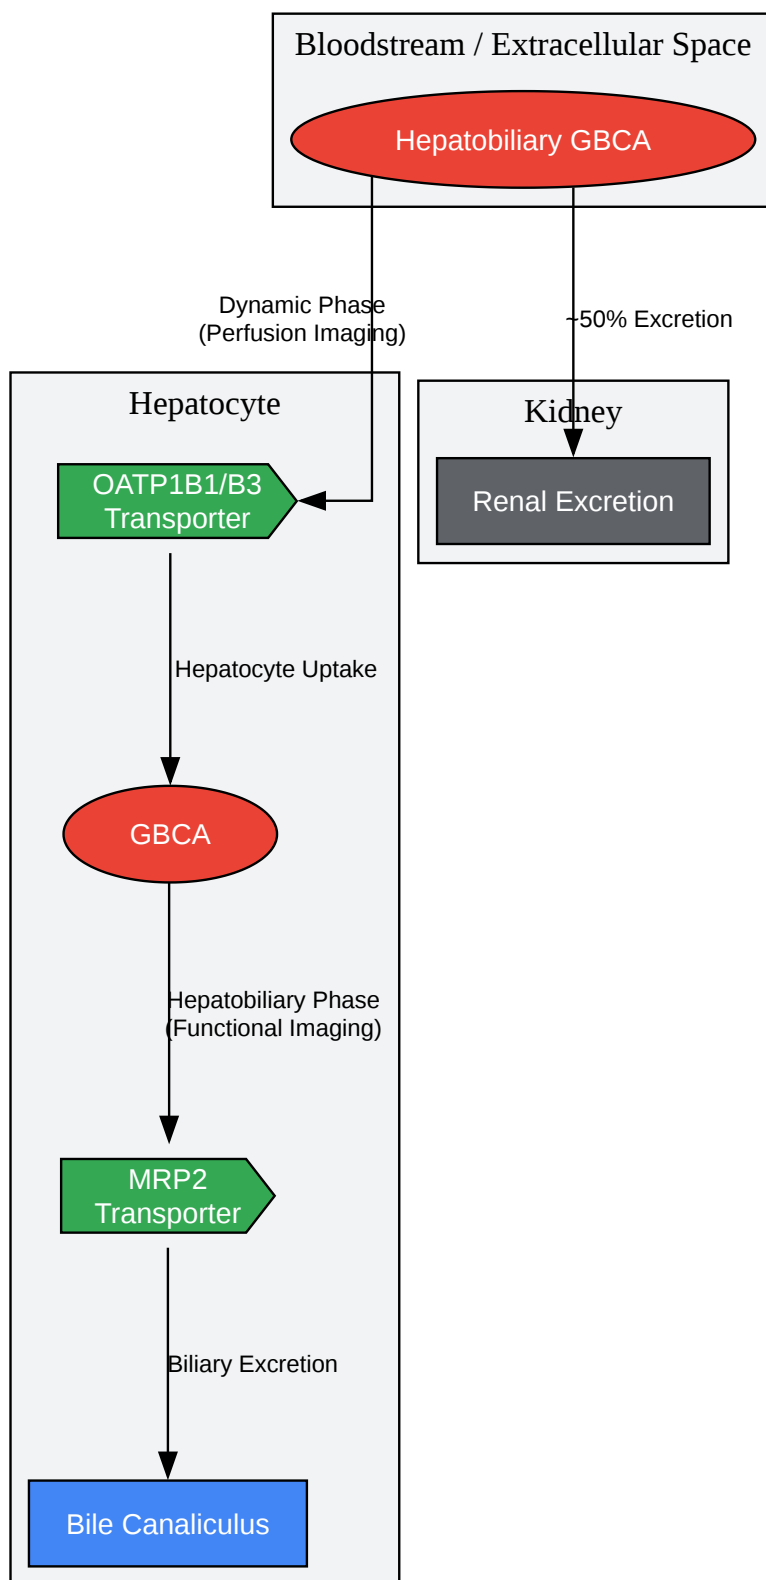 Bloodstream / Extracellular Space
Hepatobiliary GBCA
Dynamic Phase
(Perfusion Imaging)
~50% Excretion
Hepatocyte
Kidney
OATP1B1/B3
Transporter
Renal Excretion
Hepatocyte Uptake
GBCA
Hepatobiliary Phase
(Functional Imaging)
MRP2
Transporter
Biliary Excretion
Bile Canaliculus